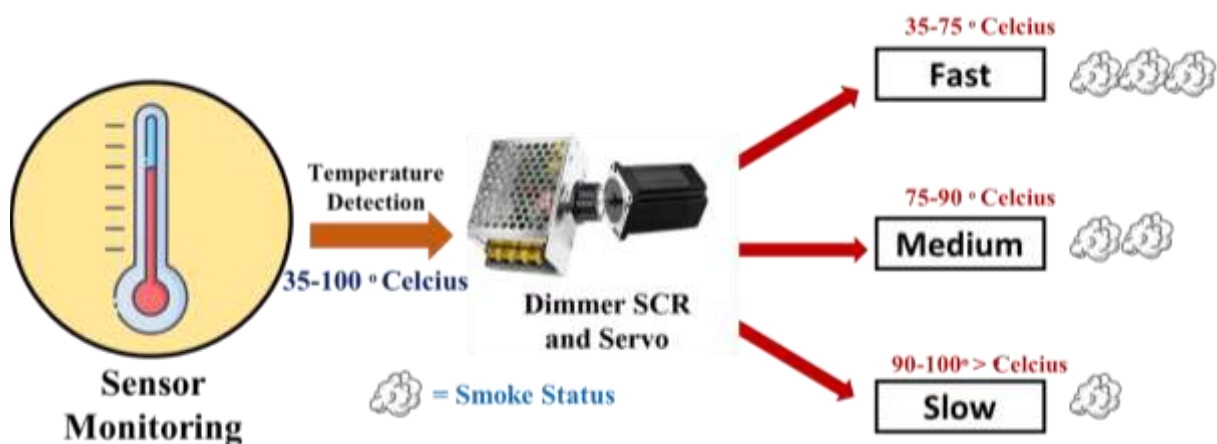 Sensor
Monitoring
Temperature
Detection
35-100 ° Celcius
Dimmer SCR
and Servo
= Smoke Status
35-75 ° Celcius
Fast
75-90 ° Celcius
Medium
90-100° > Celcius
Slow